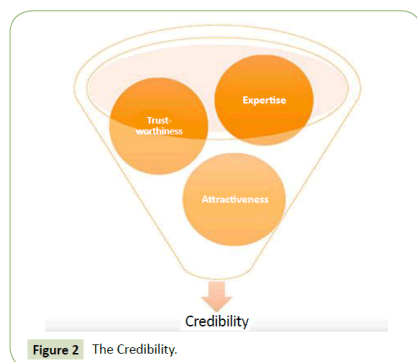 Expertise
Trust-
worthiness
Attractiveness
Credibility
Figure 2 The Credibility.